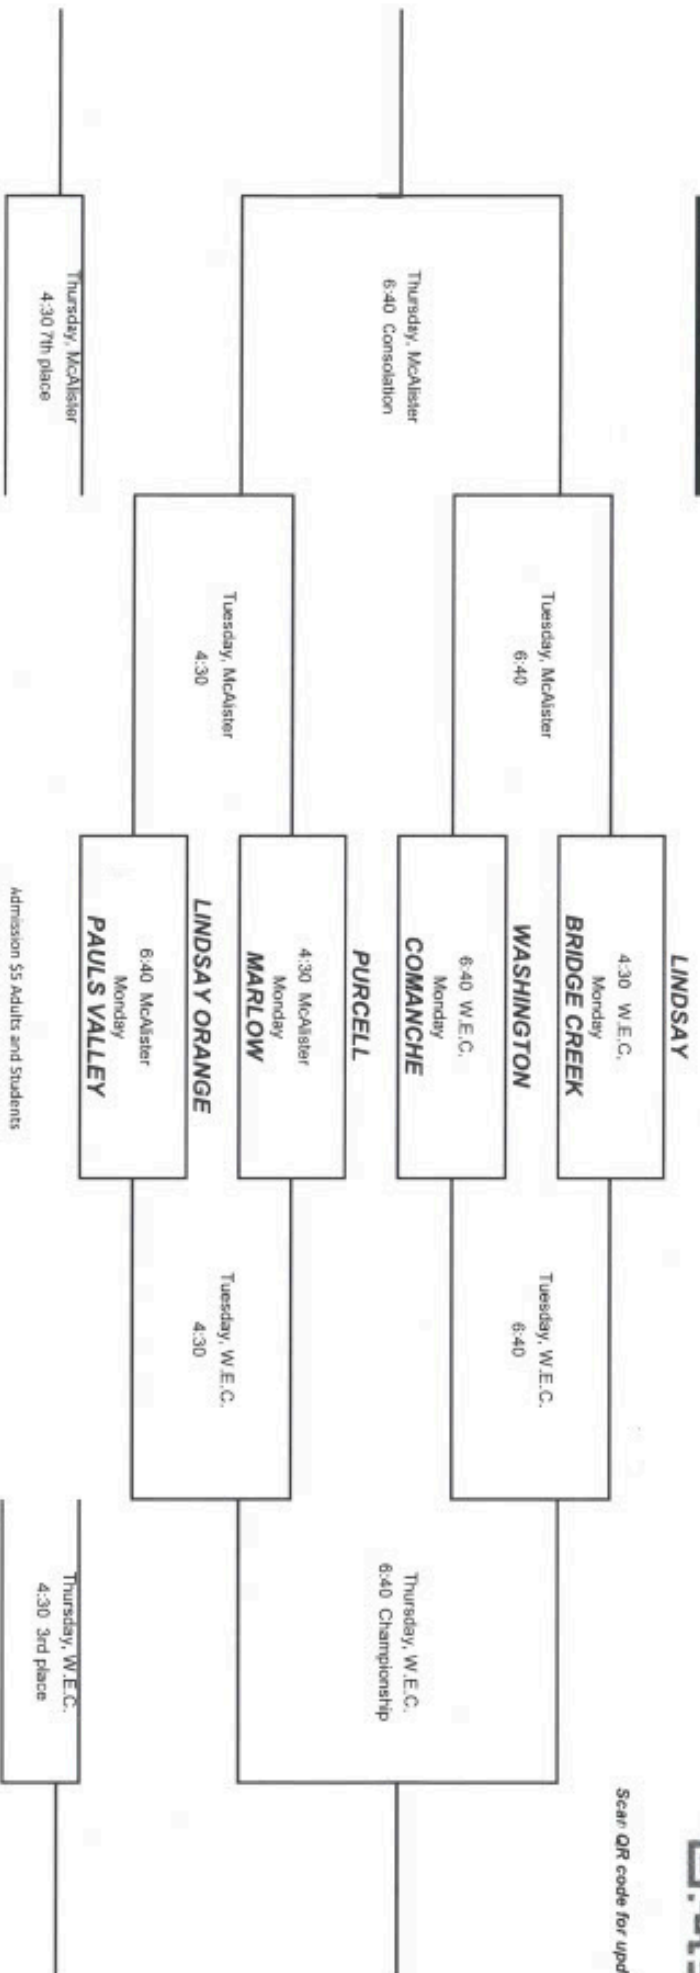 Scan QR code for upd
LINDSAY
4:30 W.E.C.
Monday
BRIDGE CREEK
Tuesday, McAlister
6:40
Tuesday, W.E.C.
6:40
WASHINGTON
6:40 W.E.C.
Monday
COMANCHE
Thursday, McAlister
6:40 Consolation
Thursday, W.E.C.
6:40 Championship
PURCELL
4:30 McAlister
Monday
MARLOW
Tuesday, McAlister
4:30
Tuesday, W.E.C.
4:30
LINDSAY ORANGE
6:40 McAlister
Monday
PAULS VALLEY
Thursday, McAlister
4:30 7th place
Thursday, W.E.C.
4:30 3rd place
Admission $5 Adults and Students